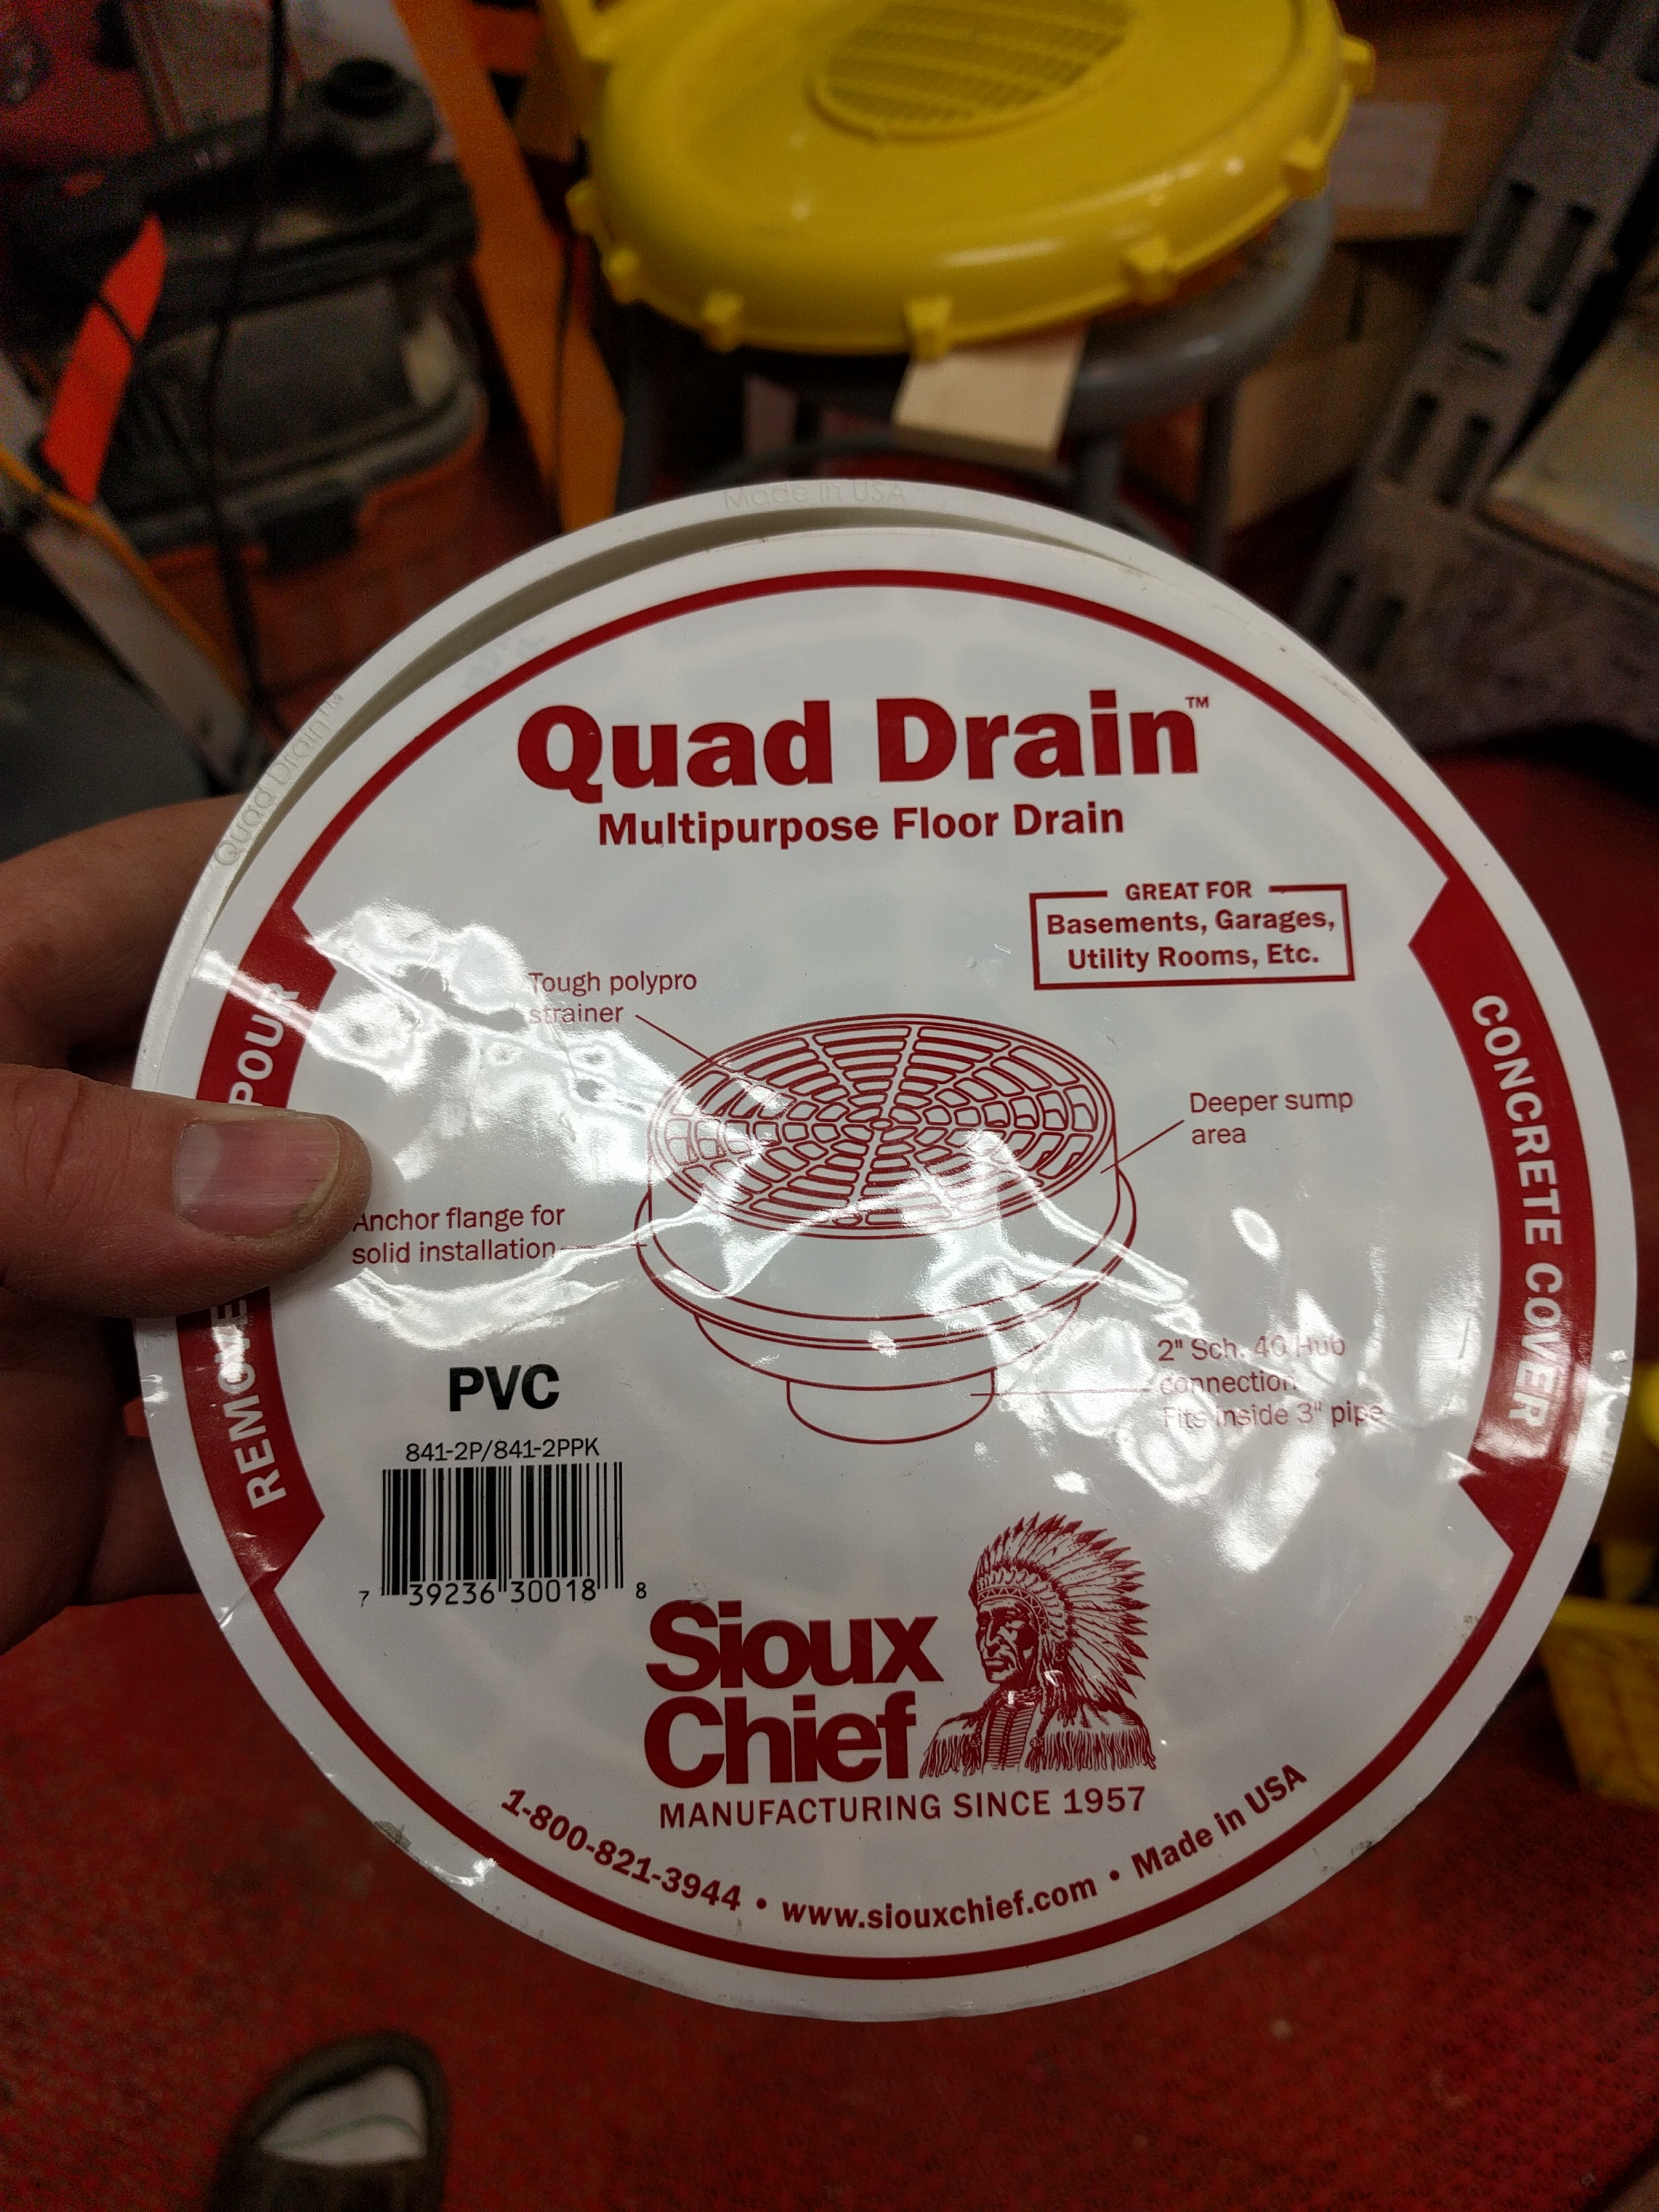 Made in USA
Quad Drain™
Quad Drain™
Multipurpose Floor Drain
GREAT FOR
Basements, Garages,
Utility Rooms, Etc.
Tough polypro
strainer
Deeper sump
area
Anchor flange for
solid installation
2" Sch. 40 Hub
connection
Fits inside 3" pipe
REMOVE POUR
CONCRETE COVER
PVC
841-2P/841-2PPK
7 39236 30018 8
Sioux
Chief
MANUFACTURING SINCE 1957
1-800-821-3944 • www.siouxchief.com • Made in USA